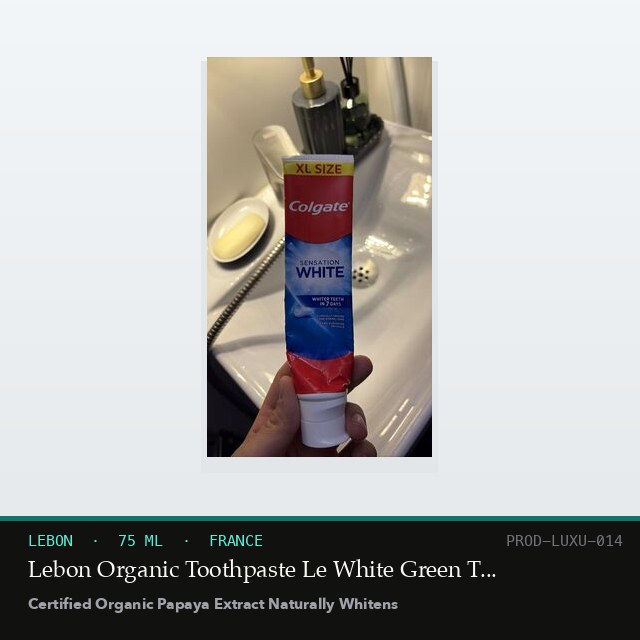 XL SIZE
Colgate
SENSATION
WHITE
WHITER TEETH
IN 7 DAYS
LEBON · 75 ML · FRANCE
PROD–LUXU–014
Lebon Organic Toothpaste Le White Green T...
Certified Organic Papaya Extract Naturally Whitens